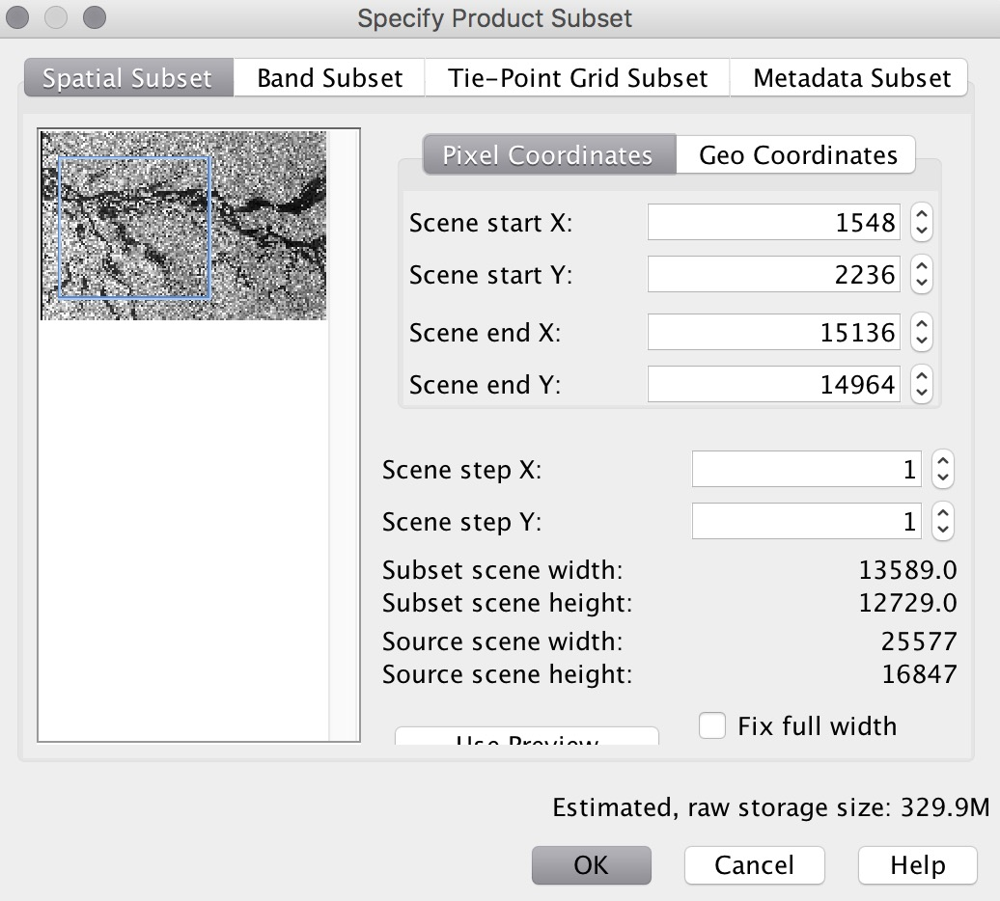 Specify Product Subset
Spatial Subset Band Subset Tie-Point Grid Subset Metadata Subset
Pixel Coordinates Geo Coordinates
Scene start X: 1548
Scene start Y: 2236
Scene end X: 15136
Scene end Y: 14964
Scene step X: 1
Scene step Y: 1
Subset scene width: 13589.0
Subset scene height: 12729.0
Source scene width: 25577
Source scene height: 16847
Use Preview
Fix full width
Estimated, raw storage size: 329.9M
OK Cancel Help